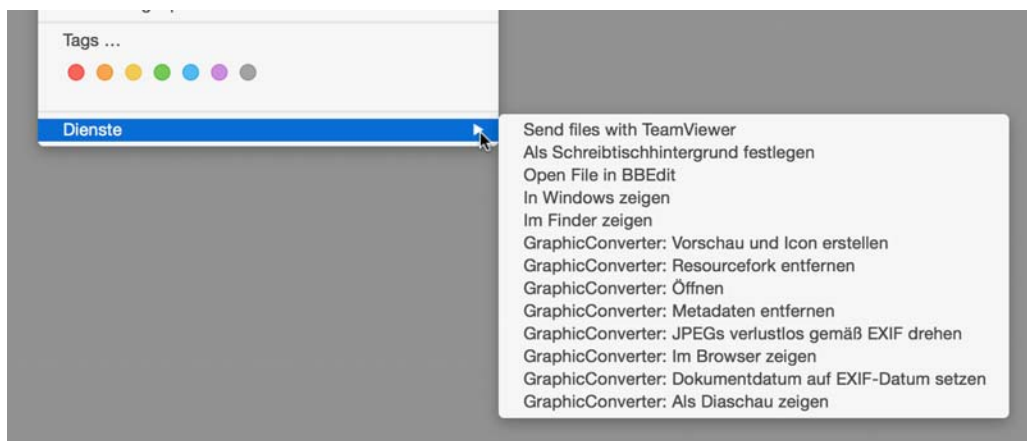 Tags ...
Dienste
Send files with TeamViewer
Als Schreibtischhintergrund festlegen
Open File in BBEdit
In Windows zeigen
Im Finder zeigen
GraphicConverter: Vorschau und Icon erstellen
GraphicConverter: Resourcefork entfernen
GraphicConverter: Öffnen
GraphicConverter: Metadaten entfernen
GraphicConverter: JPEGs verlustlos gemäß EXIF drehen
GraphicConverter: Im Browser zeigen
GraphicConverter: Dokumentdatum auf EXIF-Datum setzen
GraphicConverter: Als Diaschau zeigen